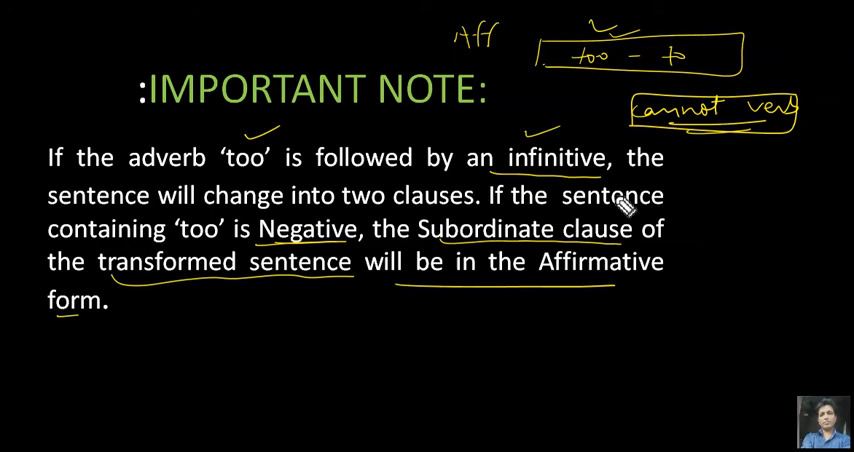 Aff
too - to
cannot verb
:IMPORTANT NOTE:
If the adverb ‘too’ is followed by an infinitive, the
sentence will change into two clauses. If the sentence
containing ‘too’ is Negative, the Subordinate clause of
the transformed sentence will be in the Affirmative
form.